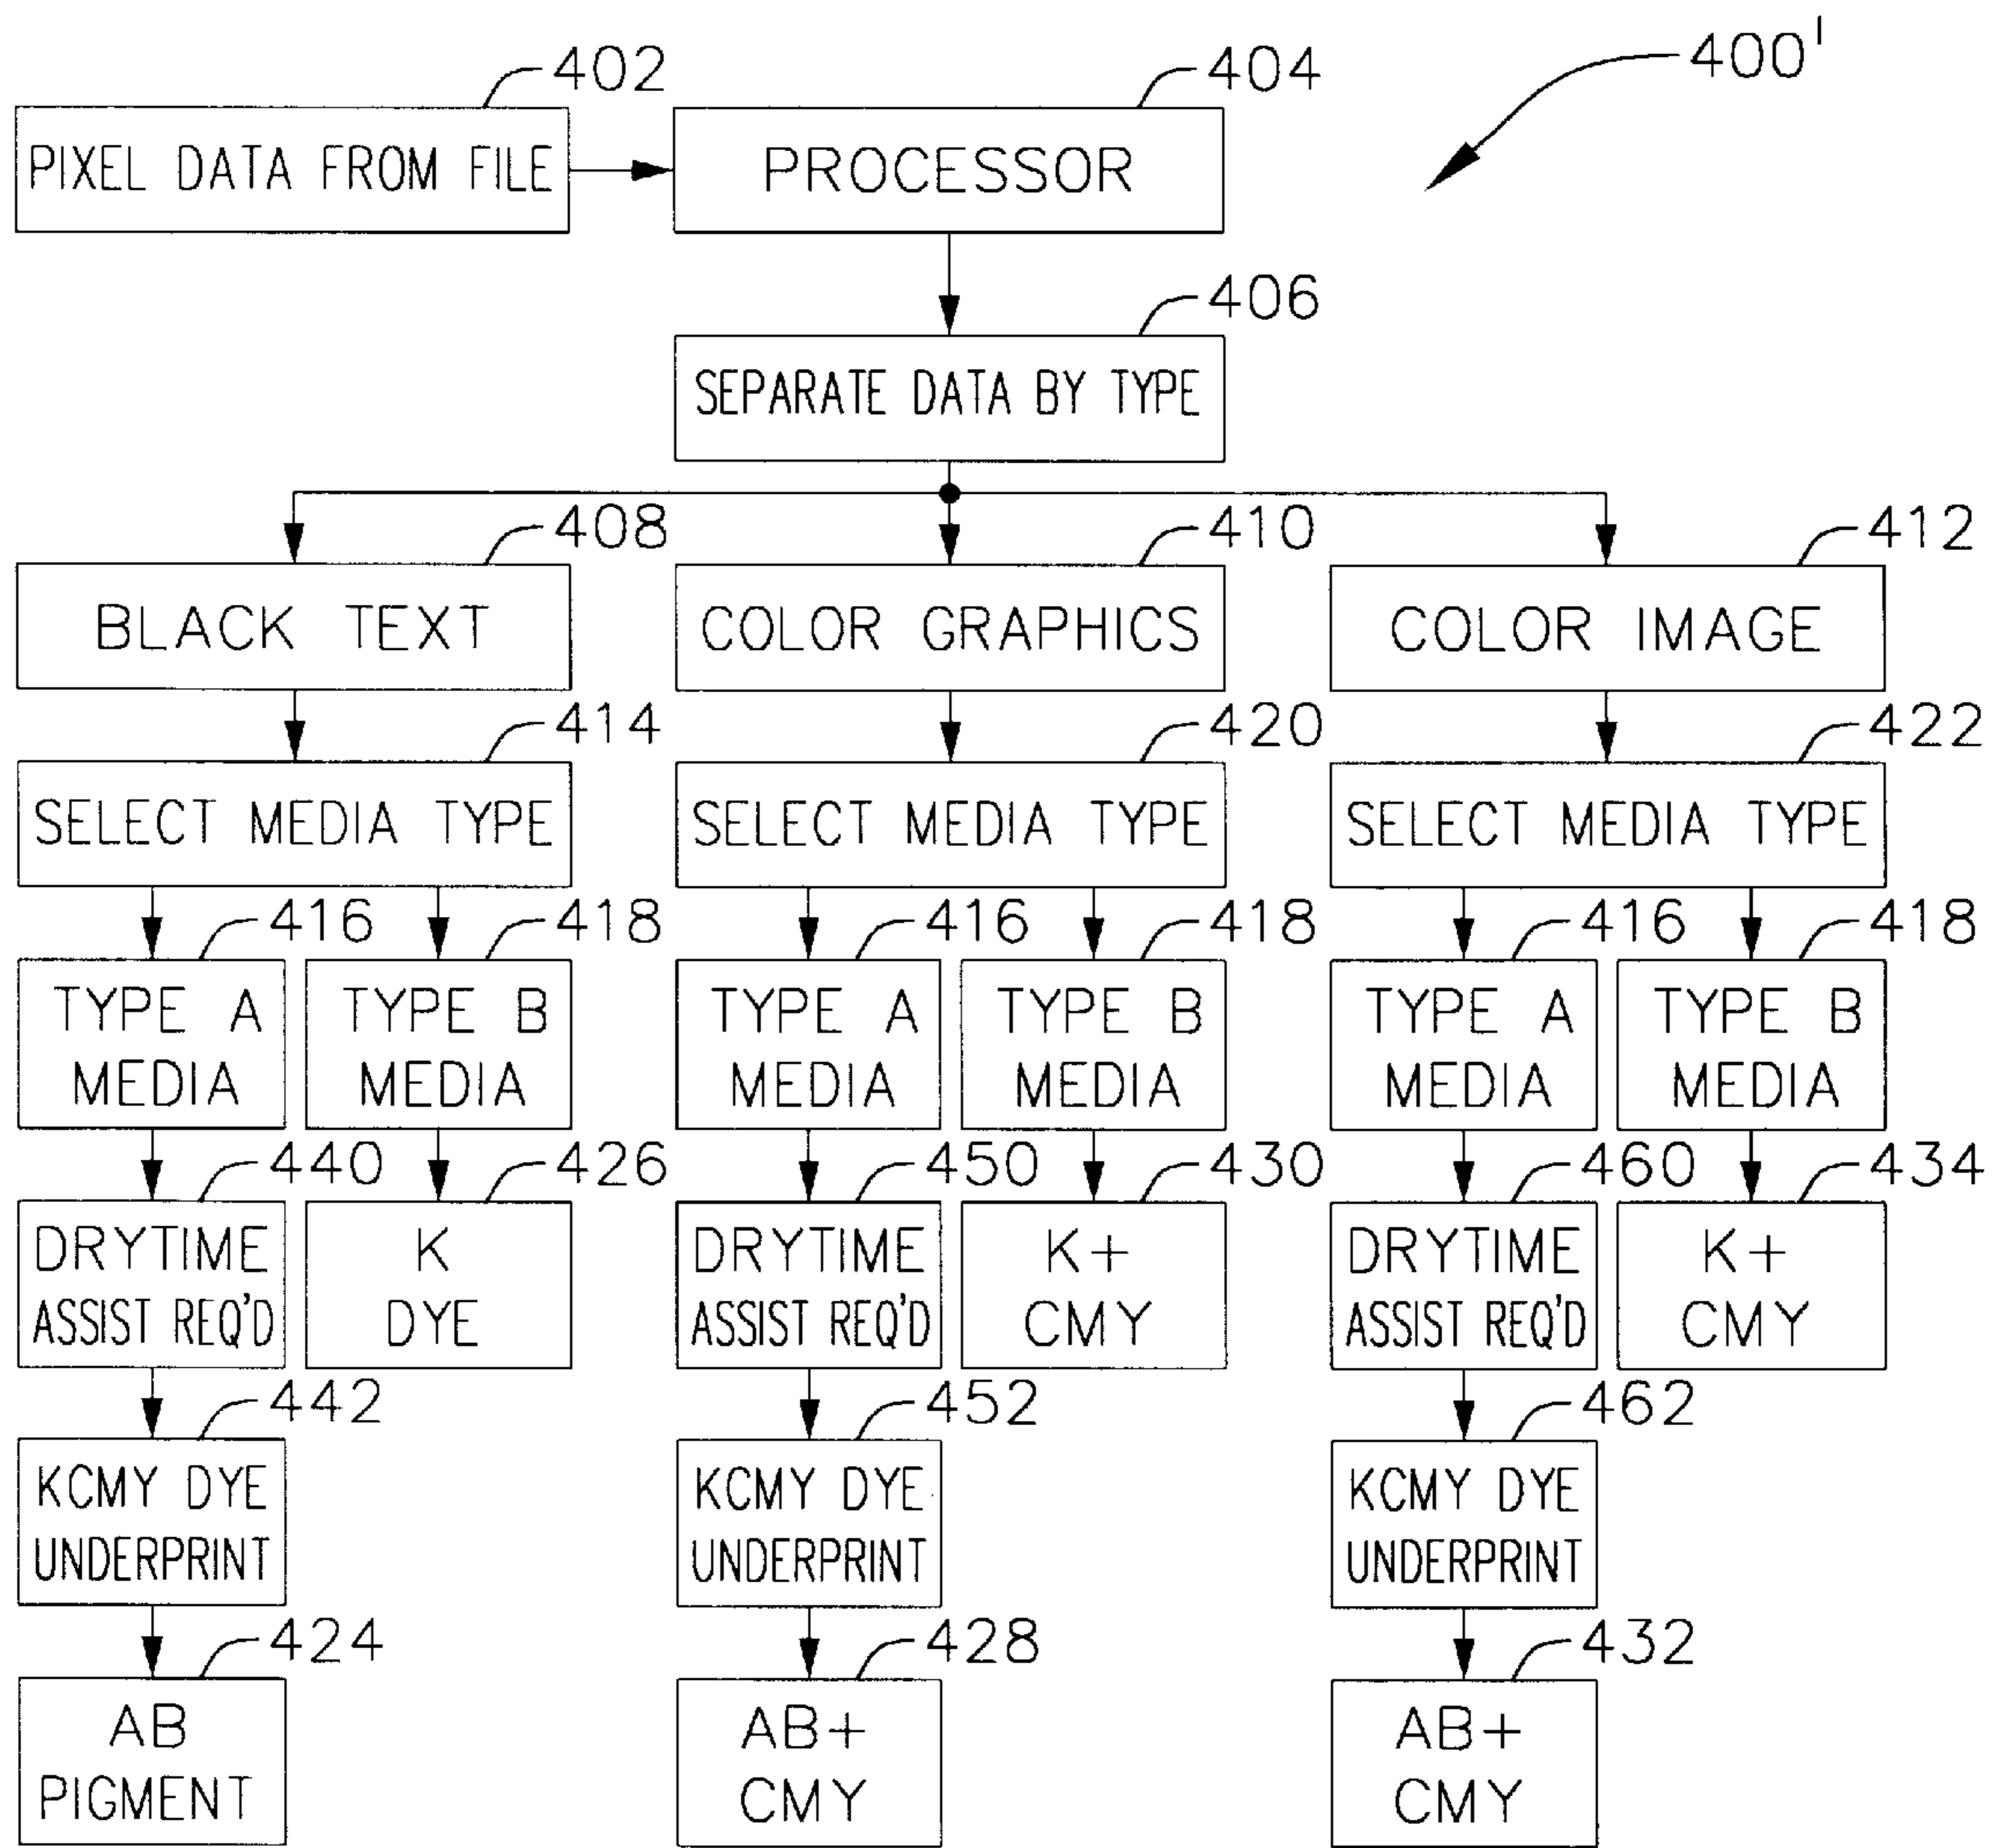 402
404
400'
PIXEL DATA FROM FILE
PROCESSOR
406
SEPARATE DATA BY TYPE
408
410
412
BLACK TEXT
COLOR GRAPHICS
COLOR IMAGE
414
420
422
SELECT MEDIA TYPE
SELECT MEDIA TYPE
SELECT MEDIA TYPE
416
418
416
418
416
418
TYPE A
MEDIA
TYPE B
MEDIA
TYPE A
MEDIA
TYPE B
MEDIA
TYPE A
MEDIA
TYPE B
MEDIA
440
426
450
430
460
434
DRYTIME
ASSIST REQ'D
K
DYE
DRYTIME
ASSIST REQ'D
K+
CMY
DRYTIME
ASSIST REQ'D
K+
CMY
442
452
462
KCMY DYE
UNDERPRINT
KCMY DYE
UNDERPRINT
KCMY DYE
UNDERPRINT
424
428
432
AB
PIGMENT
AB+
CMY
AB+
CMY